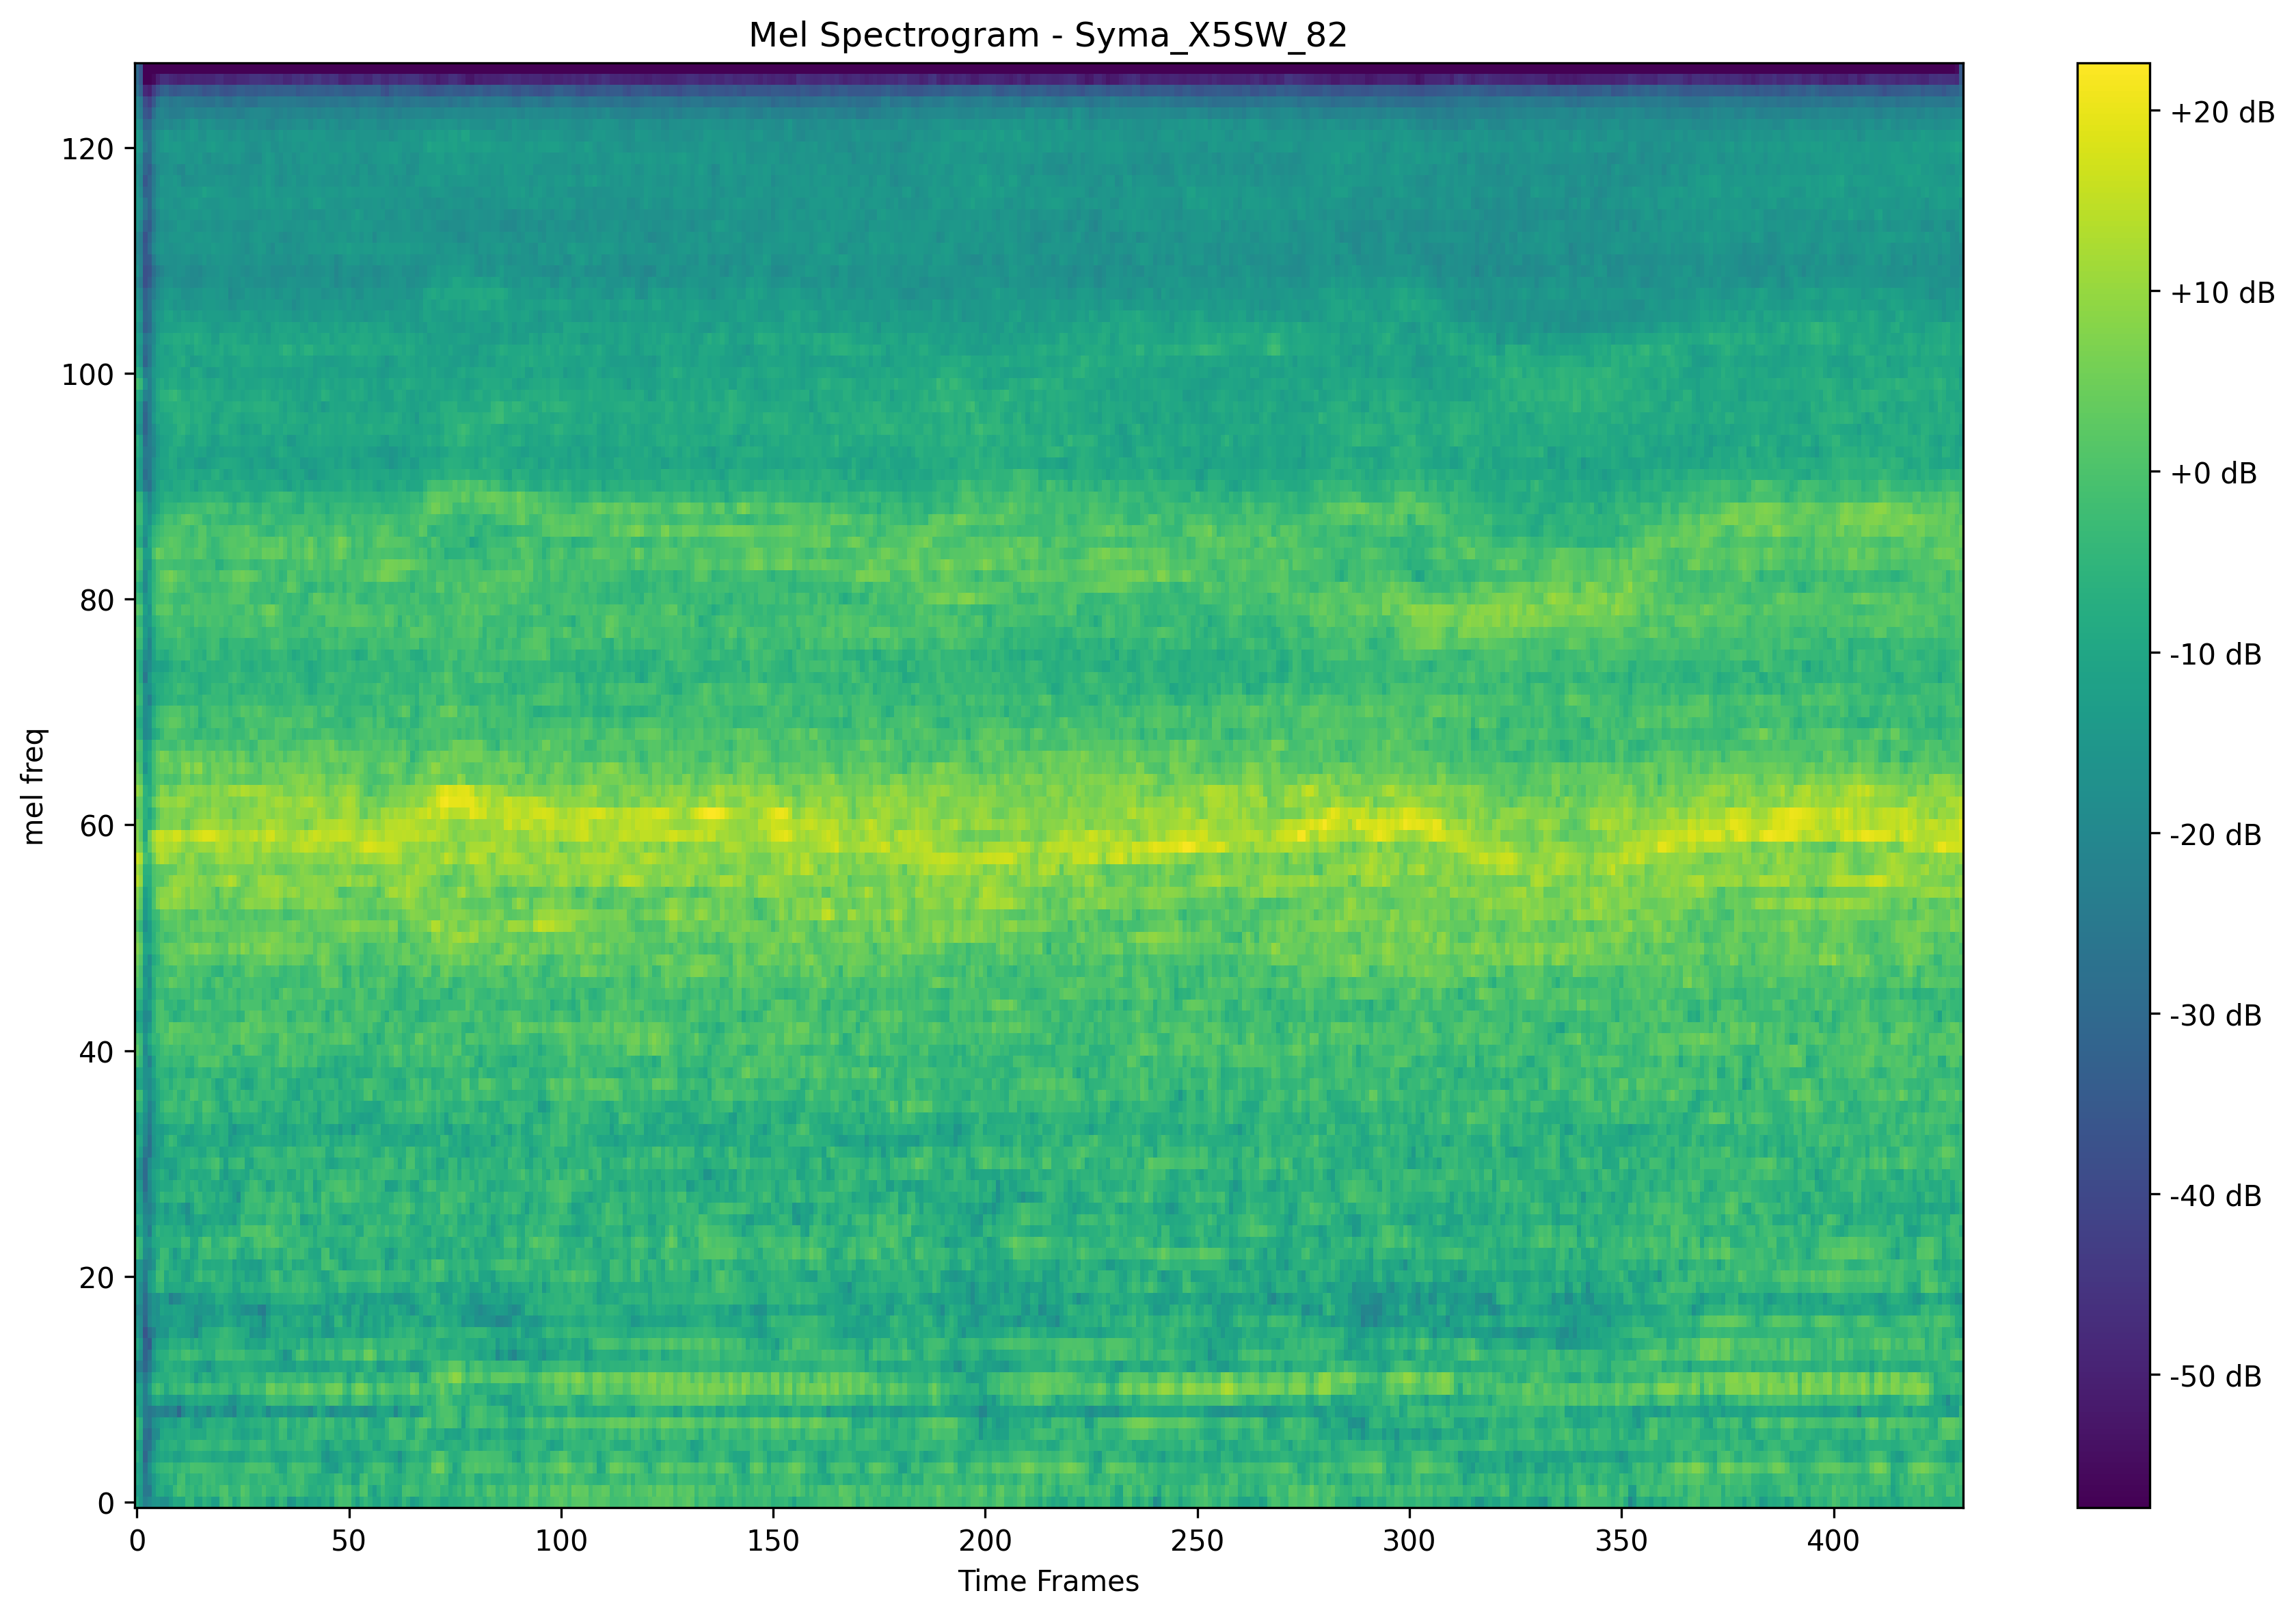 Mel Spectrogram - Syma_X5SW_82
mel freq
120
100
80
60
40
20
0
0 50 100 150 200 250 300 350 400
Time Frames
+20 dB
+10 dB
+0 dB
-10 dB
-20 dB
-30 dB
-40 dB
-50 dB